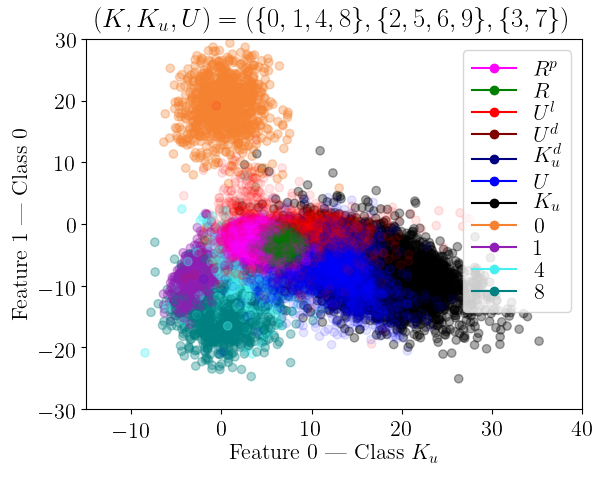 (K, K_u, U) = ({0, 1, 4, 8}, {2, 5, 6, 9}, {3, 7})
30
20
10
0
−10
−20
−30
Feature 1 — Class 0
−10
0
10
20
30
40
Feature 0 — Class K_u
R^p
R
U^l
U^d
K_u^d
U
K_u
0
1
4
8